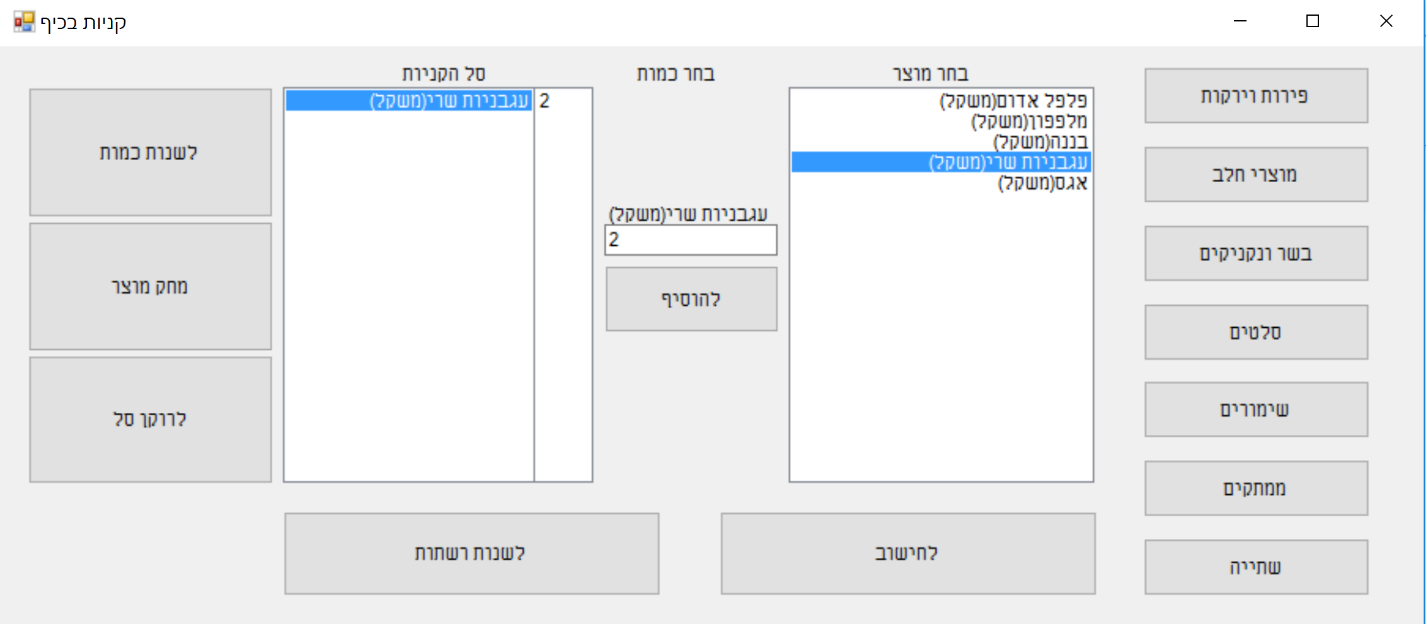 קניות בכיף
בחר מוצר
בחר כמות
סל הקניות
פירות וירקות
מוצרי חלב
בשר ונקניקים
סלטים
שימורים
ממתקים
שתייה
פלפל אדום(משקל)
מלפפון(משקל)
בננה(משקל)
עגבניות שרי(משקל)
אגס(משקל)
עגבניות שרי(משקל)
2
להוסיף
עגבניות שרי(משקל)
2
לשנות כמות
מחק מוצר
לרוקן סל
לחישוב
לשנות רשתות